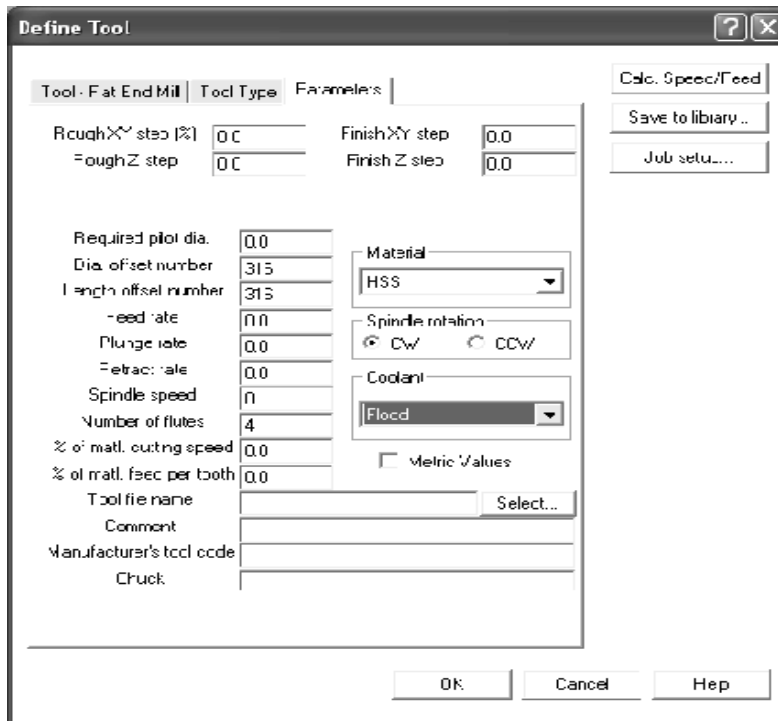 Define Tool
Tool - Flat End Mill Tool Type Parameters
Calc. Speed/Feed
Save to library...
Job setup...
Rough XY step (%) 0.0 Finish XY step 0.0
Rough Z step 0.0 Finish Z step 0.0
Required pilot dia. 0.0
Dia. offset number 316
Length offset number 316
Feed rate 0.0
Plunge rate 0.0
Retract rate 0.0
Spindle speed 0
Number of flutes 4
% of matl. cutting speed 0.0
% of matl. feed per tooth 0.0
Material
HSS
Spindle rotation
CW CCW
Coolant
Flood
Metric Values
Tool file name Select...
Comment
Manufacturer's tool code
Chuck
OK Cancel Help